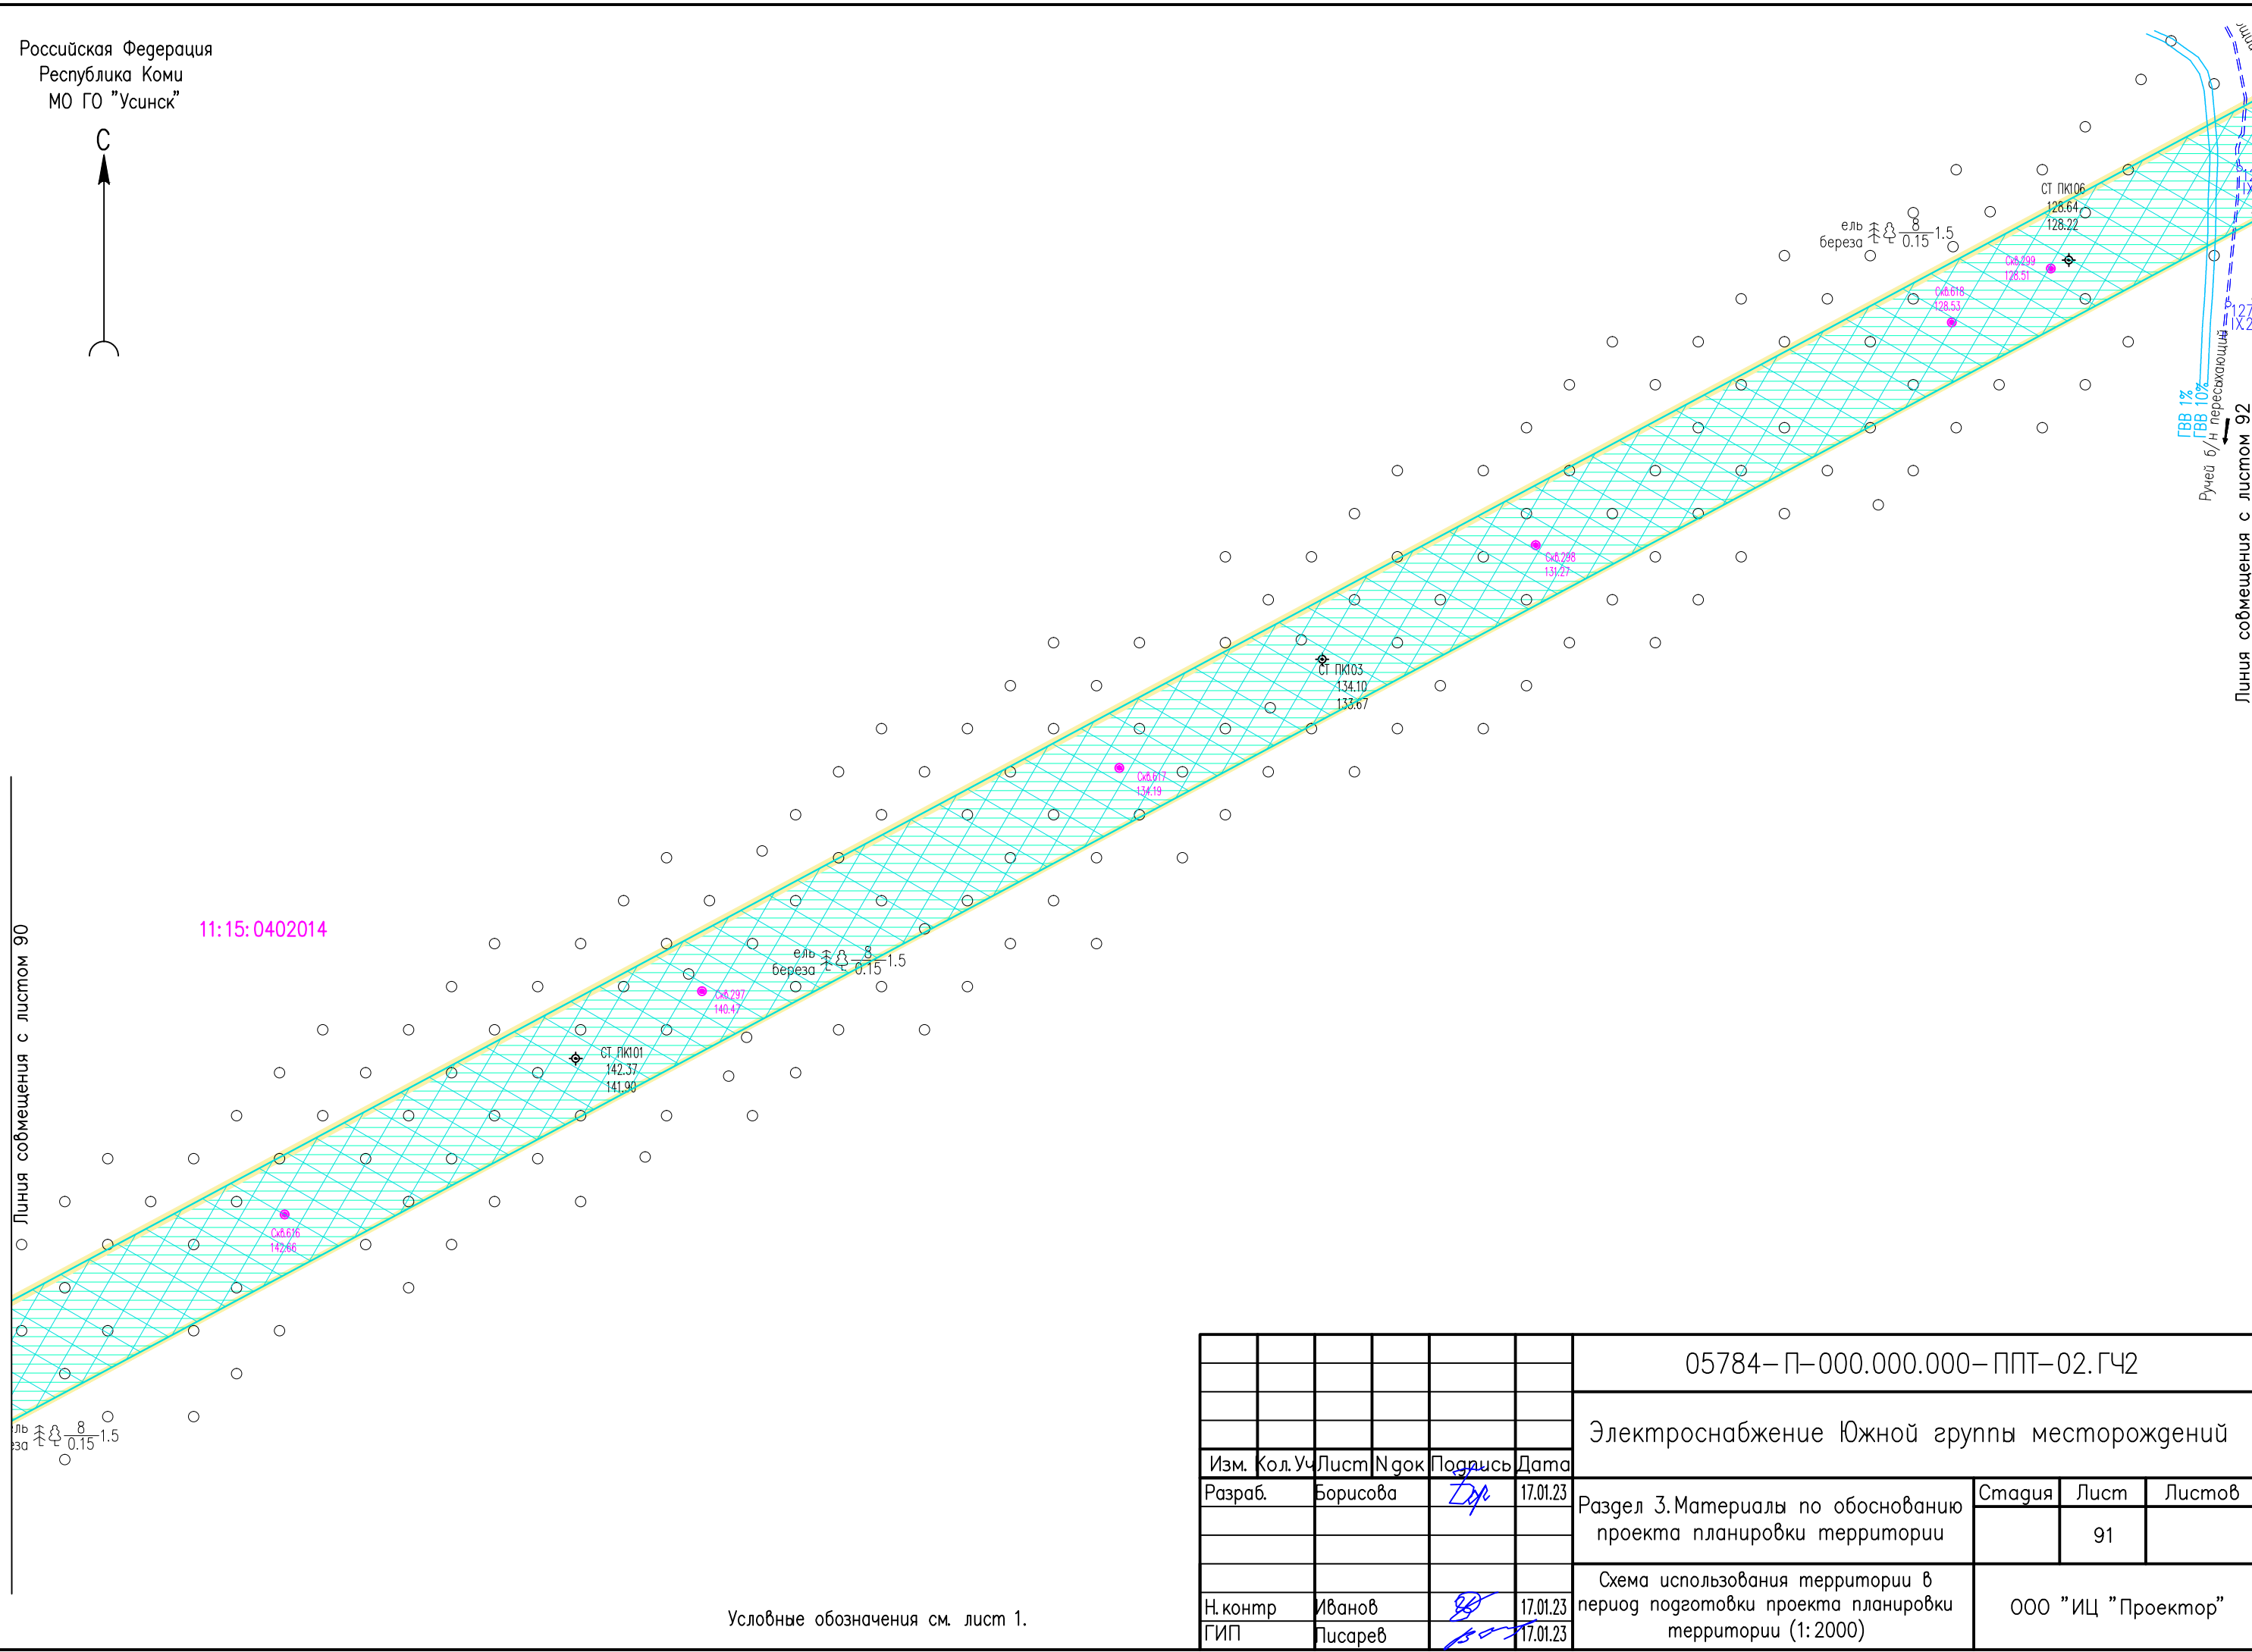 Российская Федерация
Республика Коми
МО ГО "Усинск"
С
СТ ПК106
128.64
128.22
ель
береза
8
0.15
1.5
Скв.299
128.51
Скв.618
128.53
127
IX.2
ГВВ 1%
ГВВ 10%
Ручей б/н пересыхающий
Линия совмещения с листом 92
Скв.298
131.27
СТ ПК103
134.10
133.67
Скв.617
134.19
11:15:0402014
Линия совмещения с листом 90
ель
береза
8
0.15
1.5
Скв.297
140.47
СТ ПК101
142.37
141.90
Скв.616
142.66
8
0.15
1.5
Условные обозначения см. лист 1.
05784-П-000.000.000-ППТ-02.ГЧ2
Электроснабжение Южной группы месторождений
Изм. Кол.Уч Лист N док Подпись Дата
Разраб. Борисова 17.01.23
Раздел 3.Материалы по обоснованию
проекта планировки территории
Стадия Лист Листов
91
Н.контр Иванов 17.01.23
ГИП Писарев 17.01.23
Схема использования территории в
период подготовки проекта планировки
территории (1:2000)
ООО "ИЦ "Проектор"